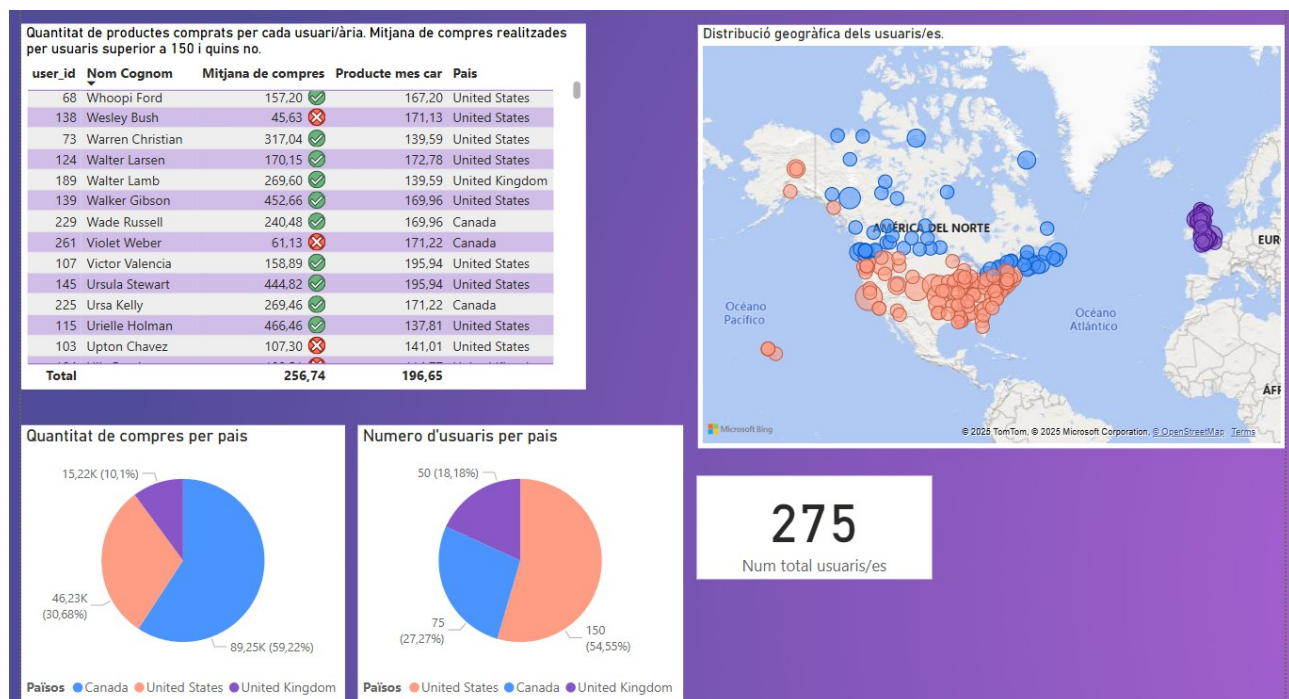 Quantitat de productes comprats per cada usuari/ària. Mitjana de compres realitzades
per usuaris superior a 150 i quins no.
user_id Nom Cognom Mitjana de compres Producte mes car Pais
68 Whoopi Ford 157,20 167,20 United States
138 Wesley Bush 45,63 171,13 United States
73 Warren Christian 317,04 139,59 United States
124 Walter Larsen 170,15 172,78 United States
189 Walter Lamb 269,60 139,59 United Kingdom
139 Walker Gibson 452,66 169,96 United States
229 Wade Russell 240,48 169,96 Canada
261 Violet Weber 61,13 171,22 Canada
107 Victor Valencia 158,89 195,94 United States
145 Ursula Stewart 444,82 195,94 United States
225 Ursa Kelly 269,46 171,22 Canada
115 Urielle Holman 466,46 137,81 United States
103 Upton Chavez 107,30 141,01 United States
Total 256,74 196,65
Distribució geogràfica dels usuaris/es.
AMÉRICA DEL NORTE
EUR
Océano
Pacífico
Océano
Atlántico
ÁFF
Microsoft Bing
© 2025 TomTom, © 2025 Microsoft Corporation, © OpenStreetMap Terms
Quantitat de compres per pais
15,22K (10,1%)
46,23K
(30,68%)
89,25K (59,22%)
Països Canada United States United Kingdom
Numero d'usuaris per pais
50 (18,18%)
75
(27,27%)
150
(54,55%)
Països United States Canada United Kingdom
275
Num total usuaris/es